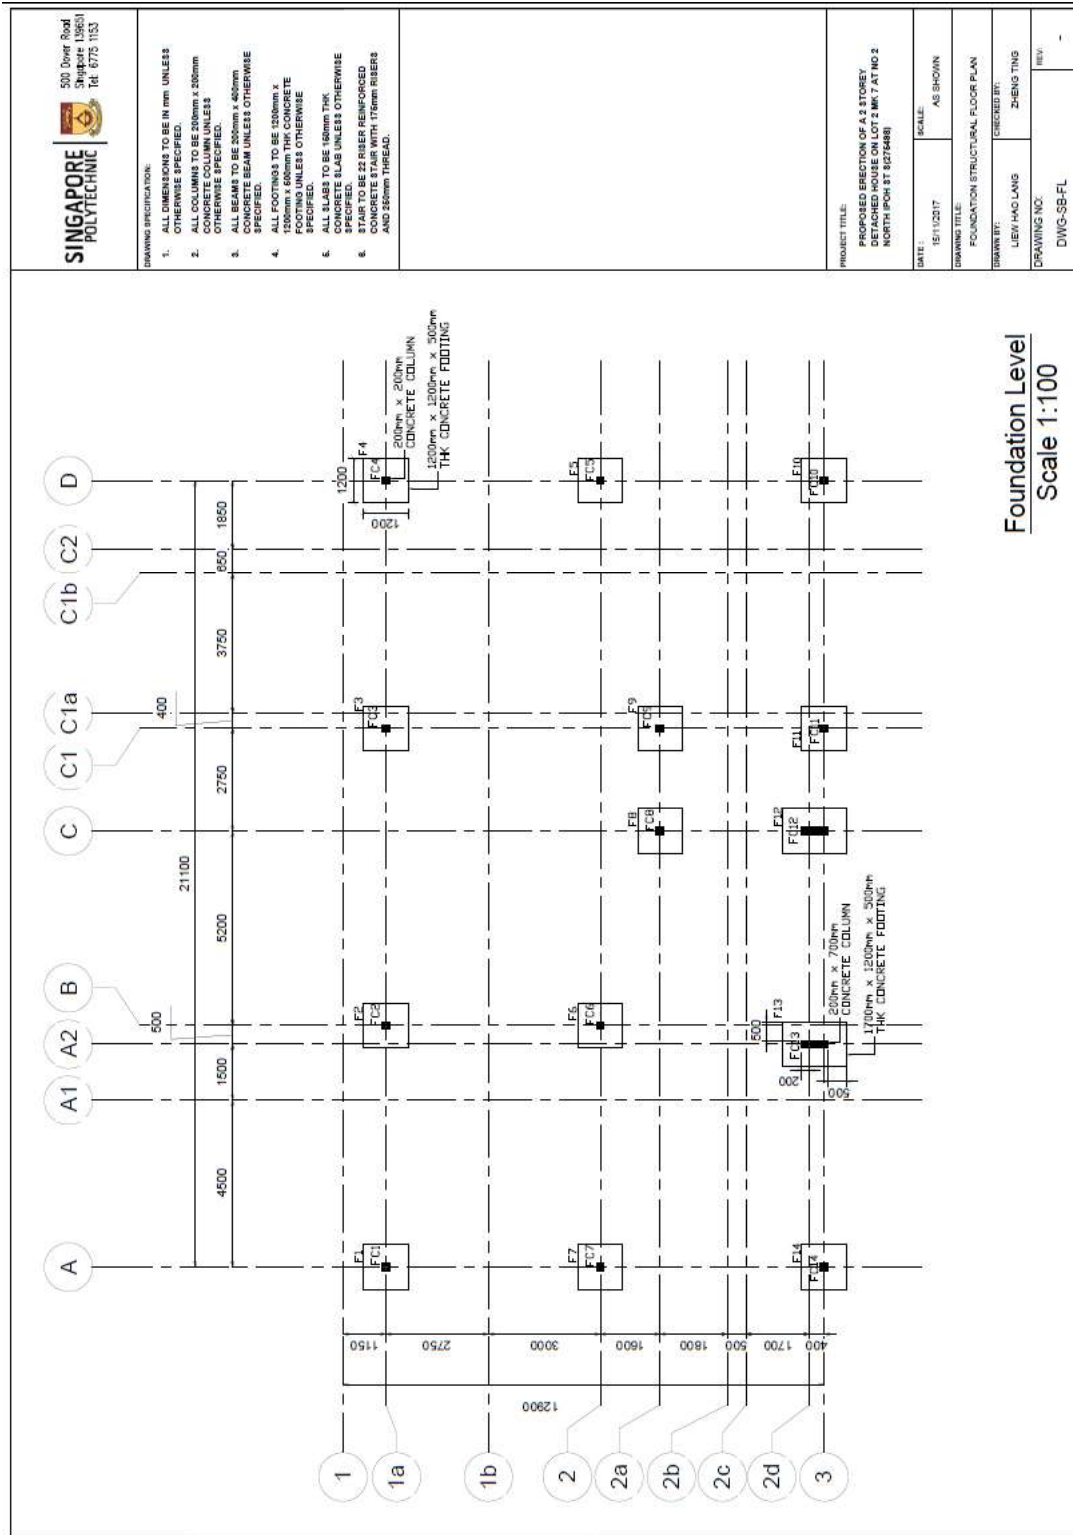 SINGAPORE
POLYTECHNIC
500 Dover Road
Singapore 139651
Tel: 6775 1153
DRAWING SPECIFICATION:
1. ALL DIMENSIONS TO BE IN mm UNLESS
OTHERWISE SPECIFIED.
2. ALL COLUMNS TO BE 200mm x 200mm
CONCRETE COLUMN UNLESS
OTHERWISE SPECIFIED.
3. ALL BEAMS TO BE 200mm x 400mm
CONCRETE BEAM UNLESS OTHERWISE
SPECIFIED.
4. ALL FOOTINGS TO BE 1200mm x
1200mm x 500mm THK CONCRETE
FOOTING UNLESS OTHERWISE
SPECIFIED.
5. ALL SLABS TO BE 150mm THK
CONCRETE SLAB UNLESS OTHERWISE
SPECIFIED.
6. STAIR TO BE 22 RISER REINFORCED
CONCRETE STAIR WITH 175mm RISERS
AND 250mm THREAD.
PROJECT TITLE:
PROPOSED ERECTION OF A 2 STOREY
DETACHED HOUSE ON LOT 2 MK 7 AT NO 2
NORTH IPOH ST
DATE :
15/11/2017
SCALE:
AS SHOWN
DRAWING TITLE:
FOUNDATION STRUCTURAL FLOOR PLAN
DRAWN BY:
LIEW HAO LANG
CHECKED BY:
ZHENG TING
DRAWING NO:
DWG-SB-FL
REV:
-
A
A1
A2
B
C
C1
C1a
C1b
C2
D
21100
4500
1500
500
5200
2750
400
3750
650
1850
1
1a
1b
2
2a
2b
2c
2d
3
12900
1150
2750
3000
1600
1800
500
1700
400
F1
FC1
F2
FC2
F3
FC3
F4
FC4
1200
1200
200mm x 200mm
CONCRETE COLUMN
1200mm x 1200mm x 500mm
THK CONCRETE FOOTING
F7
FC7
F6
FC6
F5
FC5
F8
FC8
F9
FC9
F14
FC14
F13
FC13
500
200
500
200mm x 700mm
CONCRETE COLUMN
1700mm x 1200mm x 500mm
THK CONCRETE FOOTING
F12
FC12
F11
FC11
F10
FC10
Foundation Level
Scale 1:100